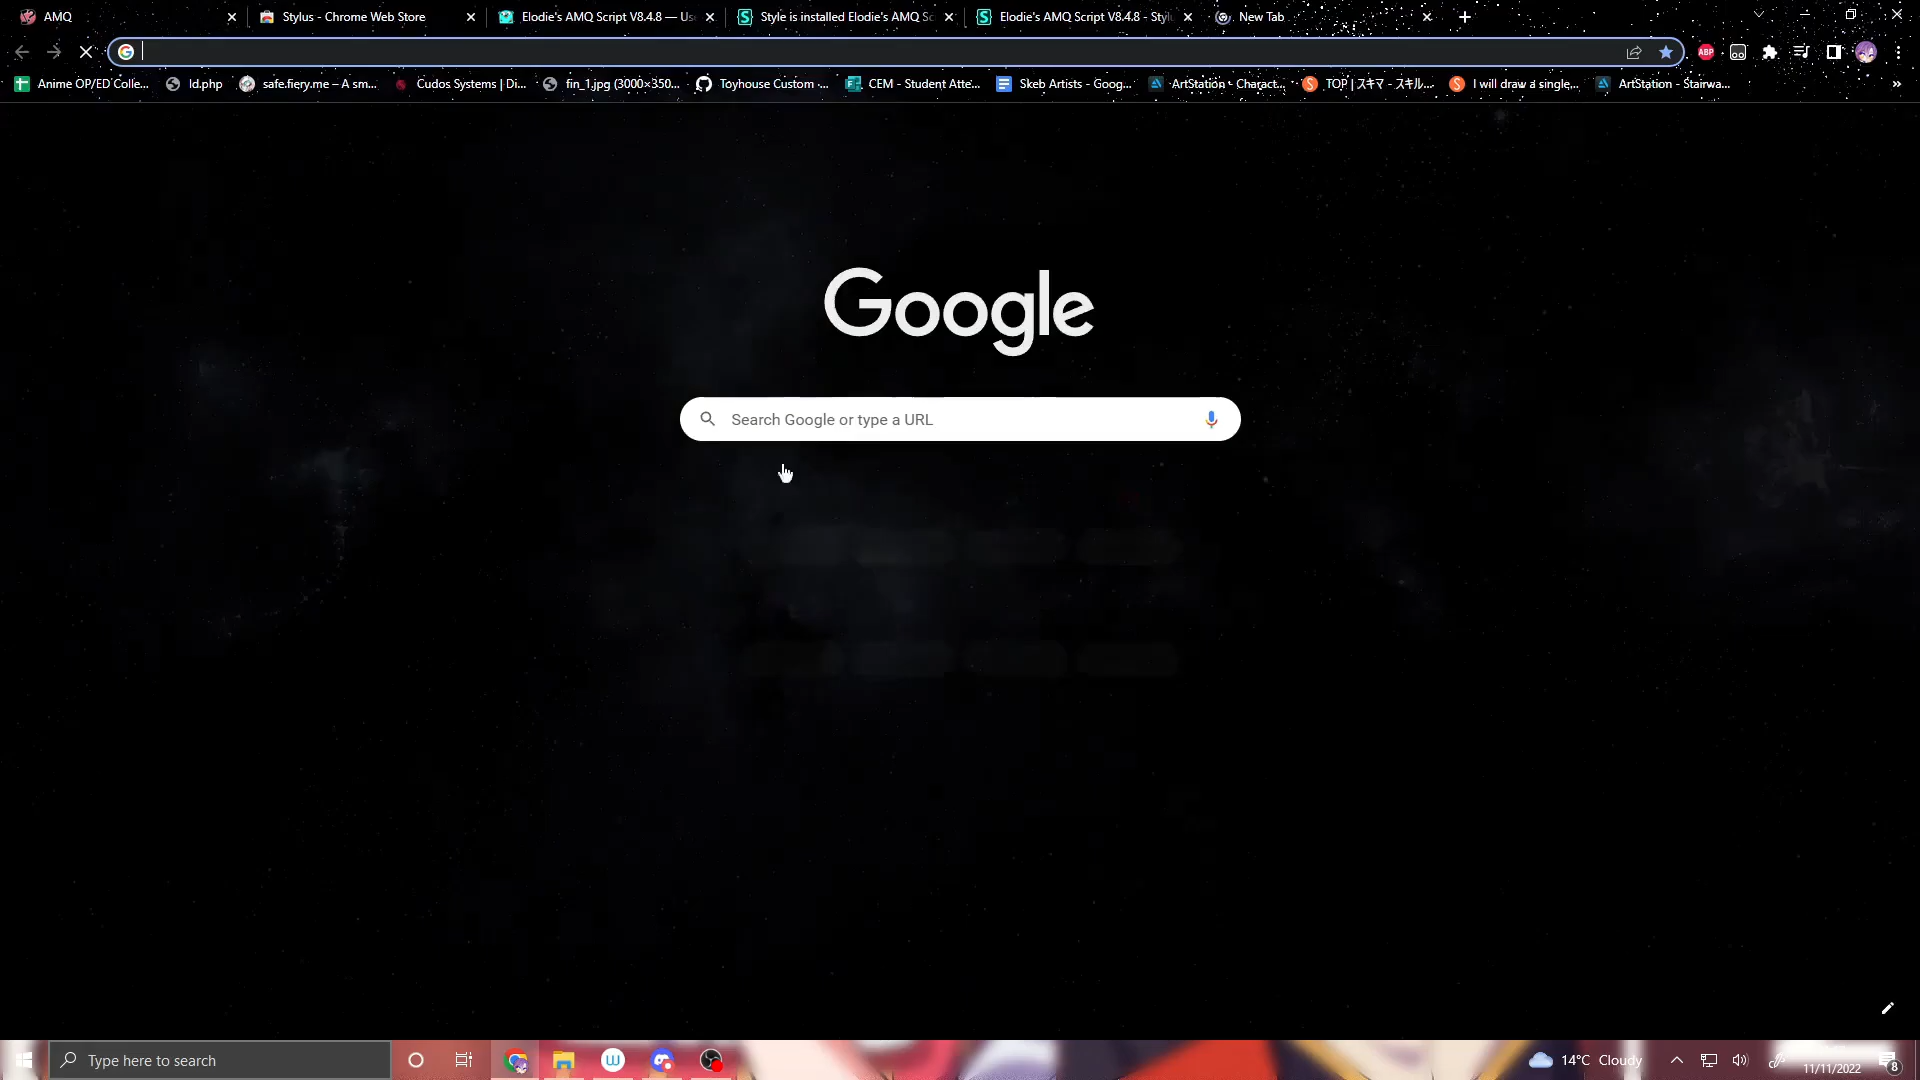 AMQ
Stylus - Chrome Web Store
Elodie's AMQ Script V8.4.8 — Us
Style is installed Elodie's AMQ Sc
Elodie's AMQ Script V8.4.8 - Styl
New Tab
Anime OP/ED Colle...
ld.php
safe.fiery.me – A sm...
Cudos Systems | Di...
fin_1.jpg (3000×350...
Toyhouse Custom -...
CEM - Student Atte...
Skeb Artists - Goog...
ArtStation - Charact...
TOP | スキマ - スキル...
I will draw a single,...
ArtStation - Stairwa...
»
Google
Search Google or type a URL
Type here to search
14°C Cloudy
11/11/2022
8